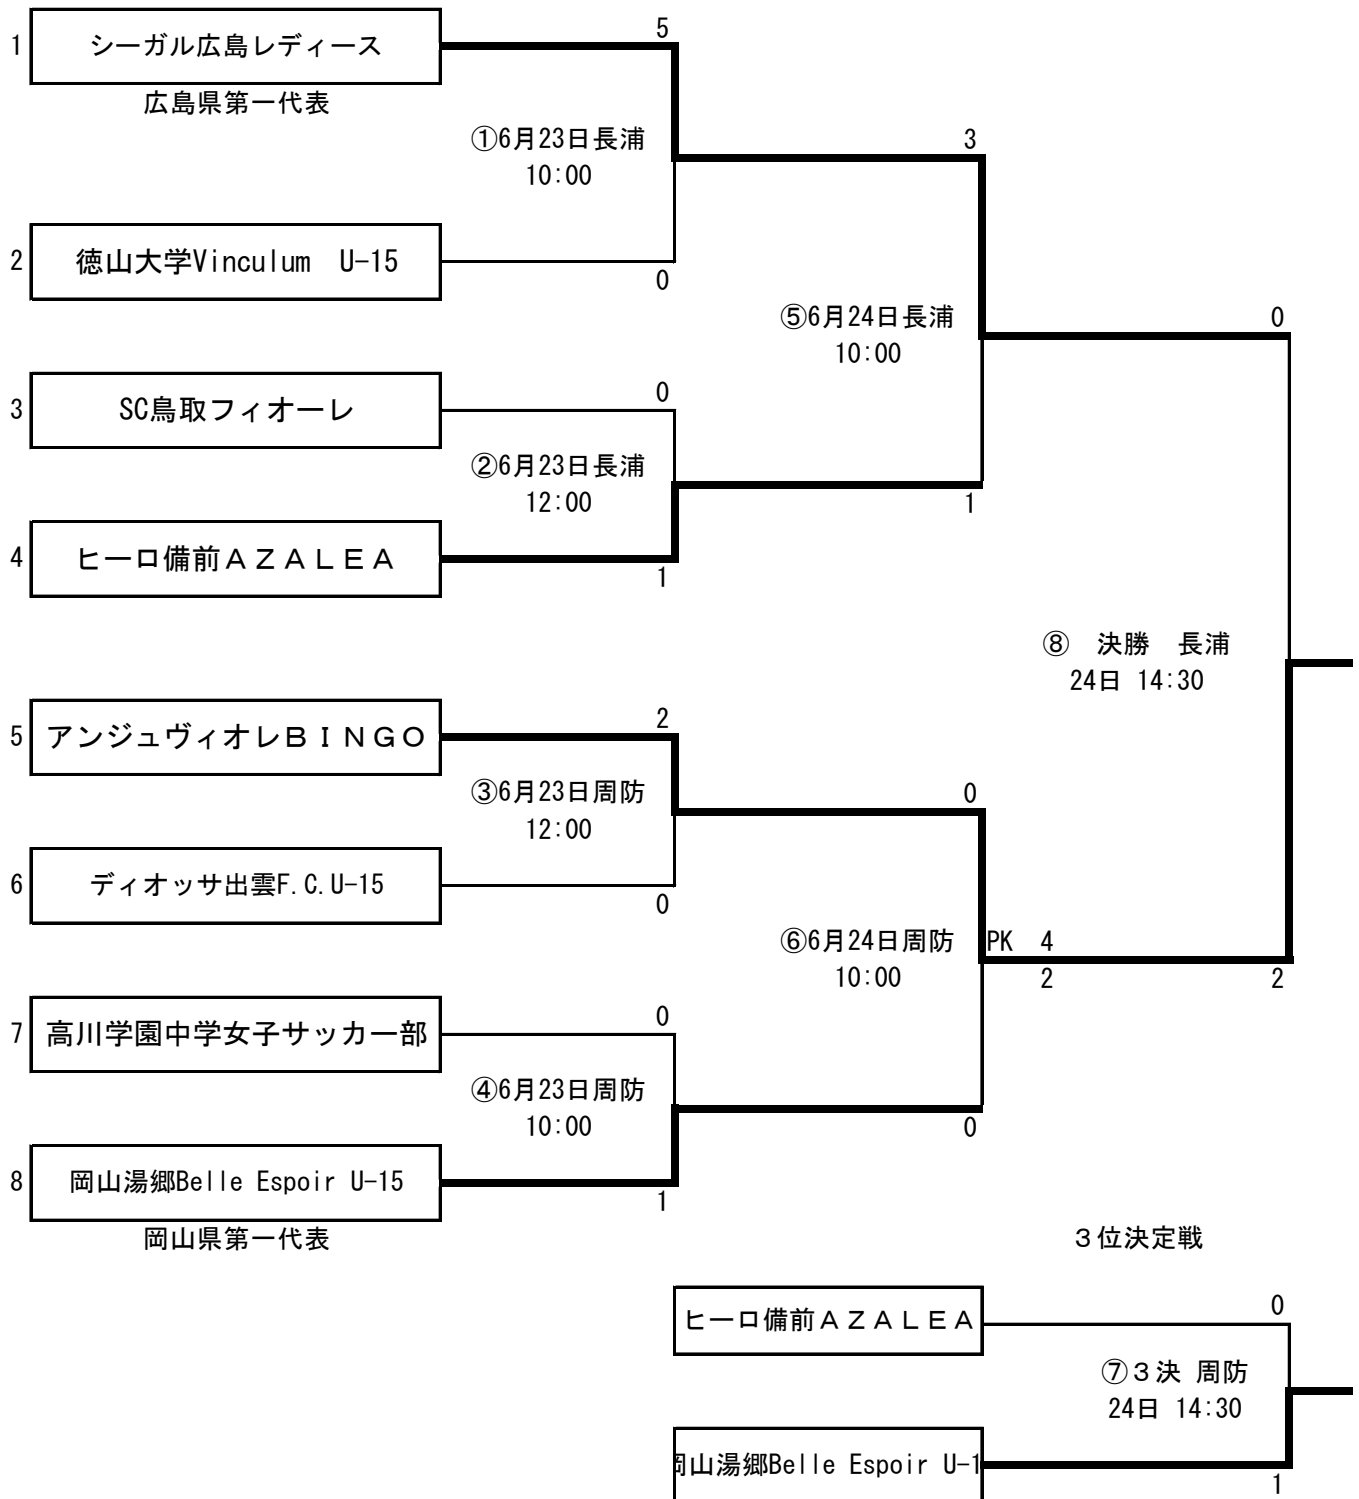 5
1
シーガル広島レディース
広島県第一代表
①6月23日長浦
10:00
3
2
徳山大学Vinculum　U-15
0
⑤6月24日長浦
10:00
0
3
SC鳥取フィオーレ
0
②6月23日長浦
12:00
1
4
ヒーロ備前ＡＺＡＬＥＡ
1
⑧　決勝　長浦
24日 14:30
5
アンジュヴィオレＢＩＮＧＯ
2
③6月23日周防
12:00
0
6
ディオッサ出雲F.C.U-15
0
⑥6月24日周防
10:00
PK 4
2
2
7
高川学園中学女子サッカー部
0
④6月23日周防
10:00
0
8
岡山湯郷Belle Espoir U-15
1
岡山県第一代表
３位決定戦
ヒーロ備前ＡＺＡＬＥＡ
0
⑦３決 周防
24日 14:30
山湯郷Belle Espoir U-1
1